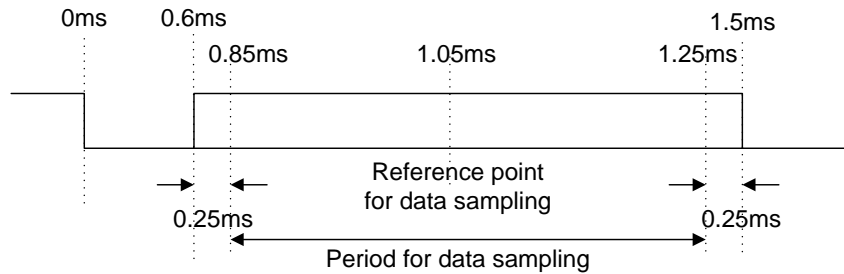 0ms
0.6ms
1.5ms
0.85ms
1.05ms
1.25ms
Reference point
for data sampling
0.25ms
0.25ms
Period for data sampling